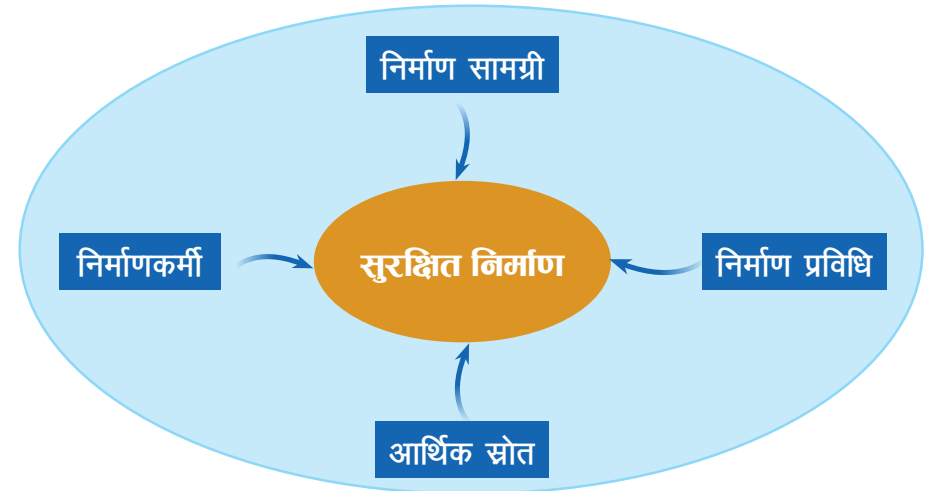 निर्माण सामग्री
निर्माणकर्मी
सुरक्षित निर्माण
निर्माण प्रविधि
आर्थिक स्रोत